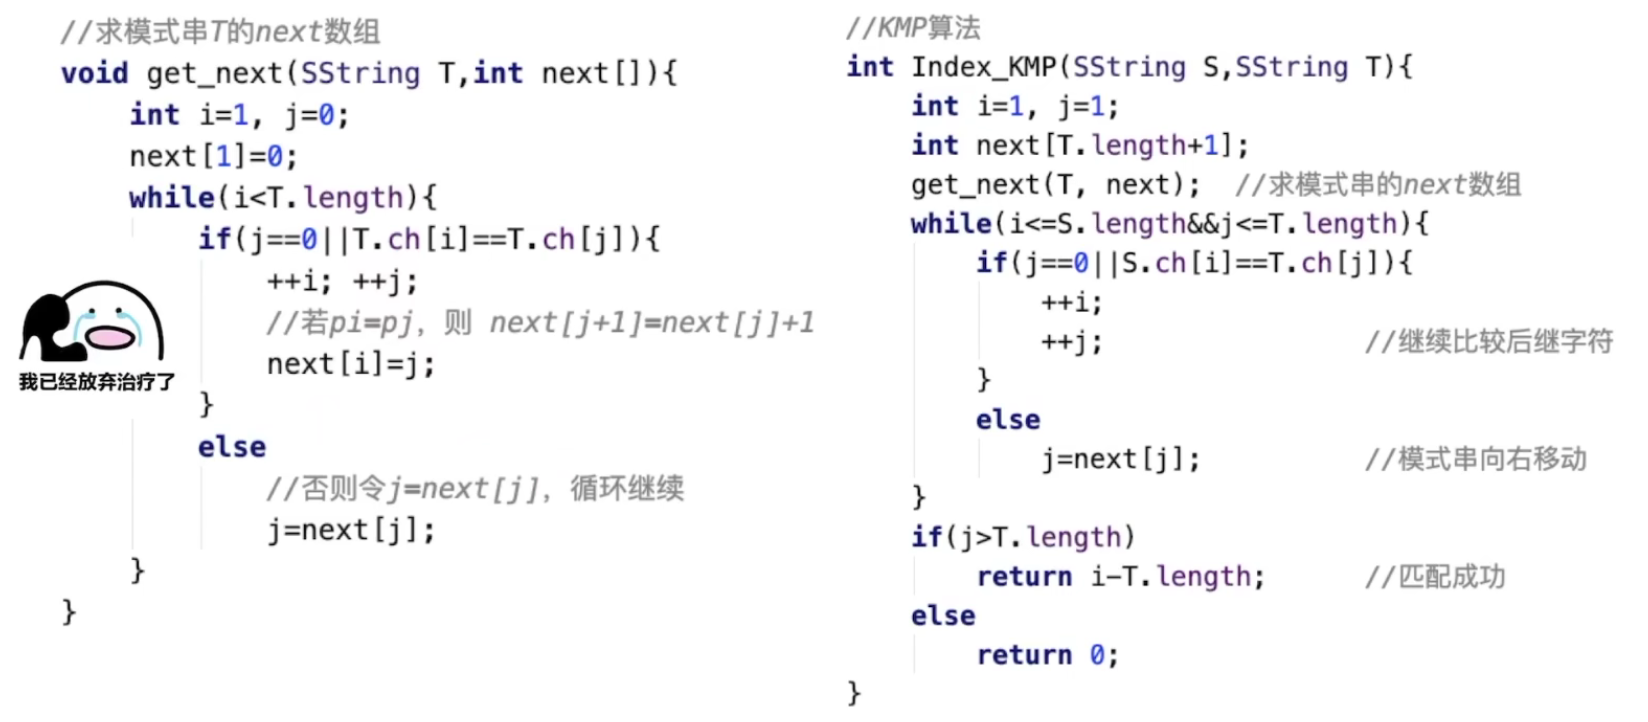 //求模式串T的next数组
void get_next(SString T,int next[]){
int i=1, j=0;
next[1]=0;
while(i<T.length){
if(j==0||T.ch[i]==T.ch[j]){
++i; ++j;
//若pi=pj，则 next[j+1]=next[j]+1
next[i]=j;
}
else
//否则令j=next[j]，循环继续
j=next[j];
}
}
我已经放弃治疗了
//KMP算法
int Index_KMP(SString S,SString T){
int i=1, j=1;
int next[T.length+1];
get_next(T, next); //求模式串的next数组
while(i<=S.length&&j<=T.length){
if(j==0||S.ch[i]==T.ch[j]){
++i;
++j; //继续比较后继字符
}
else
j=next[j]; //模式串向右移动
}
if(j>T.length)
return i-T.length; //匹配成功
else
return 0;
}